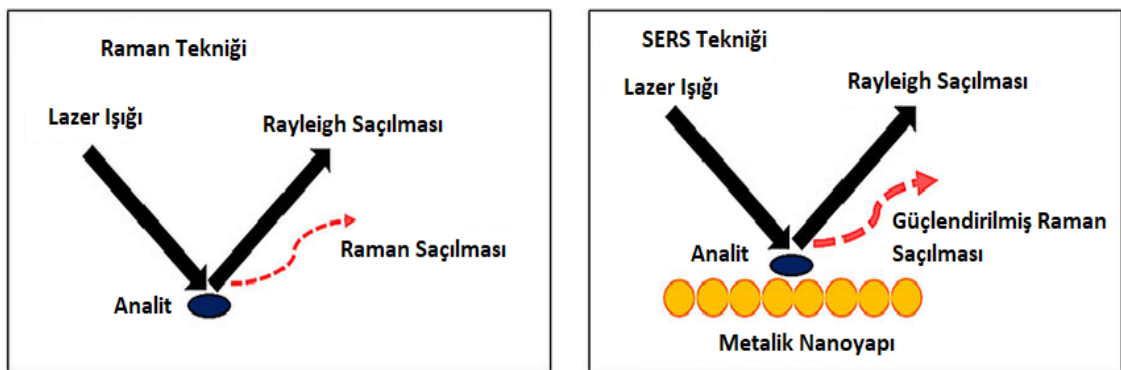 Raman Tekniği
Lazer Işığı
Rayleigh Saçılması
Raman Saçılması
Analit
SERS Tekniği
Lazer Işığı
Rayleigh Saçılması
Güçlendirilmiş Raman
Saçılması
Analit
Metalik Nanoyapı